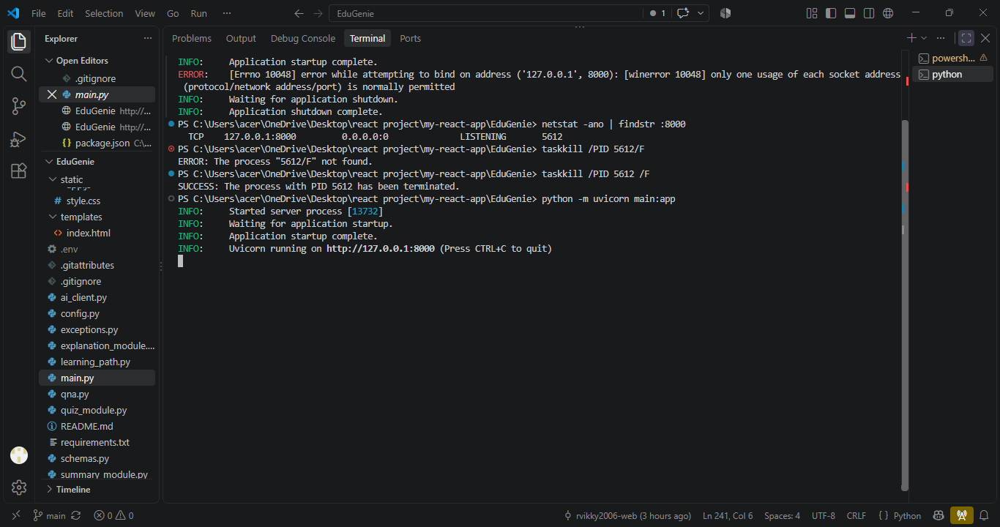 File Edit Selection View Go Run ··· EduGenie 1
Explorer ···
Open Editors
.gitignore
main.py
EduGenie http://...
EduGenie http://...
package.json C:\...
EduGenie
static
style.css
templates
index.html
.env
.gitattributes
.gitignore
ai_client.py
config.py
exceptions.py
explanation_module....
learning_path.py
main.py
qna.py
quiz_module.py
README.md
requirements.txt
schemas.py
summary_module.py
Timeline
Problems Output Debug Console Terminal Ports
INFO: Application startup complete.
ERROR: [Errno 10048] error while attempting to bind on address ('127.0.0.1', 8000): [winerror 10048] only one usage of each socket address
(protocol/network address/port) is normally permitted
INFO: Waiting for application shutdown.
INFO: Application shutdown complete.
PS C:\Users\acer\OneDrive\Desktop\react project\my-react-app\EduGenie> netstat -ano | findstr :8000
TCP 127.0.0.1:8000 0.0.0.0:0 LISTENING 5612
PS C:\Users\acer\OneDrive\Desktop\react project\my-react-app\EduGenie> taskkill /PID 5612/F
ERROR: The process "5612/F" not found.
PS C:\Users\acer\OneDrive\Desktop\react project\my-react-app\EduGenie> taskkill /PID 5612 /F
SUCCESS: The process with PID 5612 has been terminated.
PS C:\Users\acer\OneDrive\Desktop\react project\my-react-app\EduGenie> python -m uvicorn main:app
INFO: Started server process [13732]
INFO: Waiting for application startup.
INFO: Application startup complete.
INFO: Uvicorn running on http://127.0.0.1:8000 (Press CTRL+C to quit)
powersh...
python
main 0 0 rvikky2006-web (3 hours ago) Ln 241, Col 6 Spaces: 4 UTF-8 CRLF { } Python